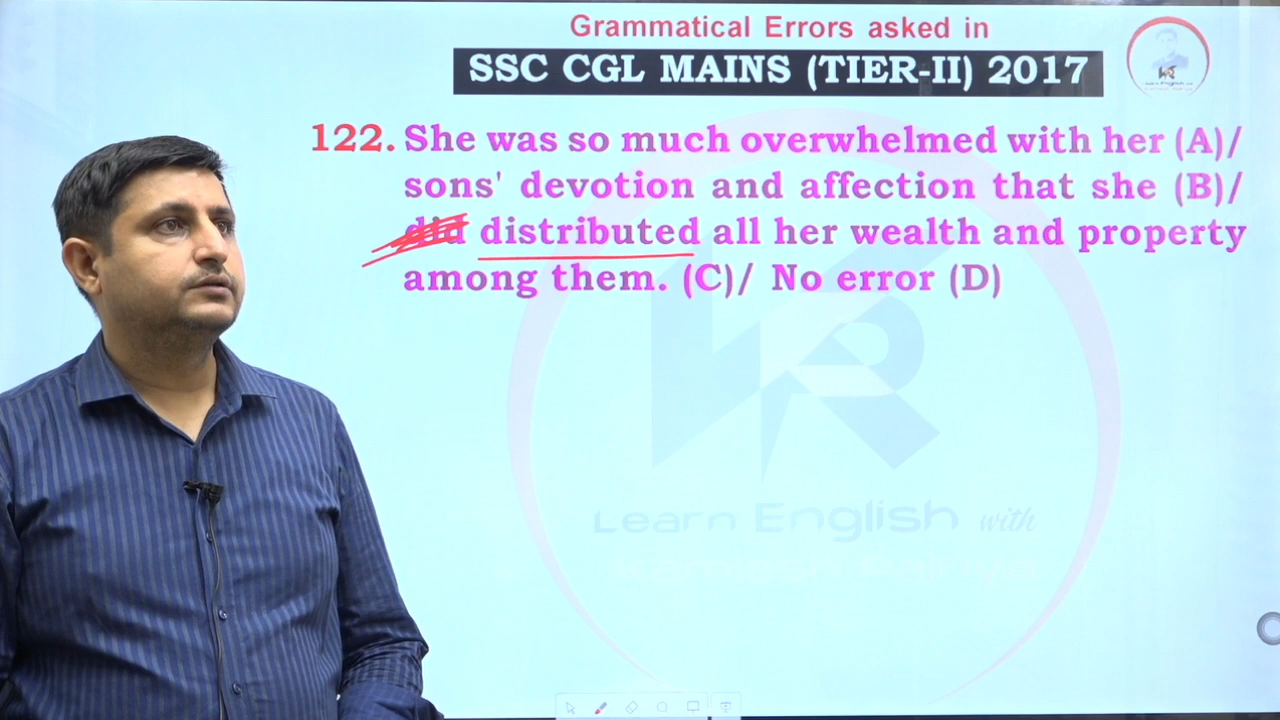 Grammatical Errors asked in
SSC CGL MAINS (TIER-II) 2017
122. She was so much overwhelmed with her (A)/
sons' devotion and affection that she (B)/
did distributed all her wealth and property
among them. (C)/ No error (D)
Learn English with